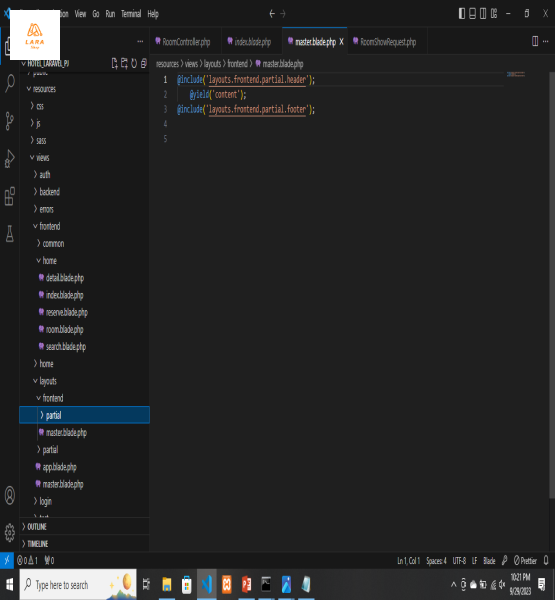 View Go Run Terminal Help
LARA
RoomController.php index.blade.php master.blade.php RoomShowRequest.php
HOTEL_LARAVEL_PJ
resources > views > layouts > frontend > master.blade.php
public
resources
css
js
sass
views
auth
backend
errors
frontend
common
home
detail.blade.php
index.blade.php
reserve.blade.php
room.blade.php
search.blade.php
home
layouts
frontend
partial
master.blade.php
partial
app.blade.php
master.blade.php
login
OUTLINE
TIMELINE
1 @include('layouts.frontend.partial.header');
2 @yield('content');
3 @include('layouts.frontend.partial.footer');
4
5
0 1 0 Ln 1, Col 1 Spaces: 4 UTF-8 LF Blade Prettier
Type here to search
10:21 PM
9/29/2023